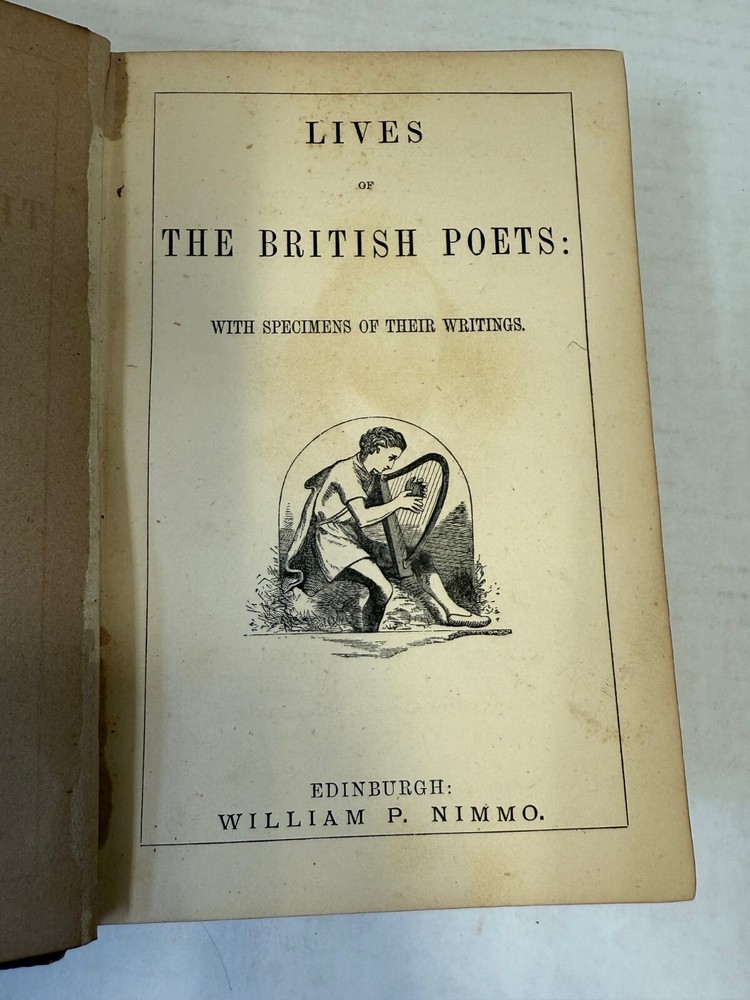 LIVES
OF
THE BRITISH POETS:
WITH SPECIMENS OF THEIR WRITINGS.
EDINBURGH:
WILLIAM P. NIMMO.